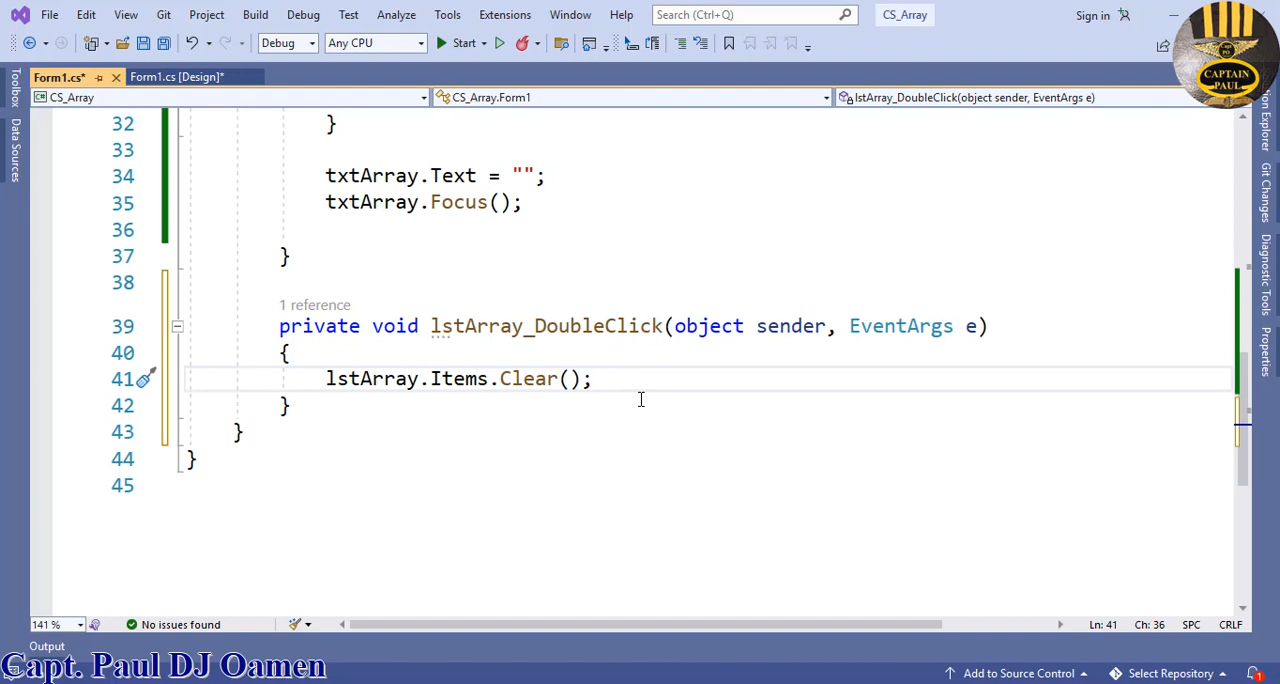 File Edit View Git Project Build Debug Test Analyze Tools Extensions Window Help Search (Ctrl+Q) CS_Array Sign in
Debug Any CPU Start
Form1.cs* Form1.cs [Design]*
CS_Array CS_Array.Form1 lstArray_DoubleClick(object sender, EventArgs e)
CAPTAIN
PAUL
Toolbox
Data Sources
Git Changes
Diagnostic Tools
Properties
32 }
33
34 txtArray.Text = "";
35 txtArray.Focus();
36
37 }
38
1 reference
39 private void lstArray_DoubleClick(object sender, EventArgs e)
40 {
41 lstArray.Items.Clear();
42 }
43 }
44 }
45
141 % No issues found Ln: 41 Ch: 36 SPC CRLF
Output
Capt. Paul DJ Oamen
Add to Source Control Select Repository 1